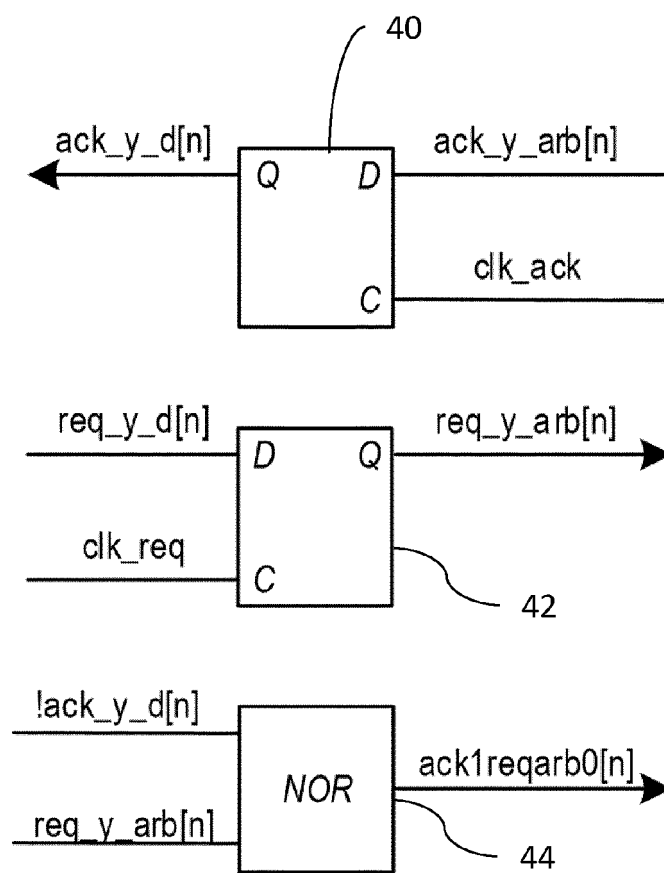 40
ack_y_d[n]
ack_y_arb[n]
Q
D
clk_ack
C
req_y_d[n]
req_y_arb[n]
D
Q
clk_req
C
42
!ack_y_d[n]
NOR
ack1reqarb0[n]
req_y_arb[n]
44